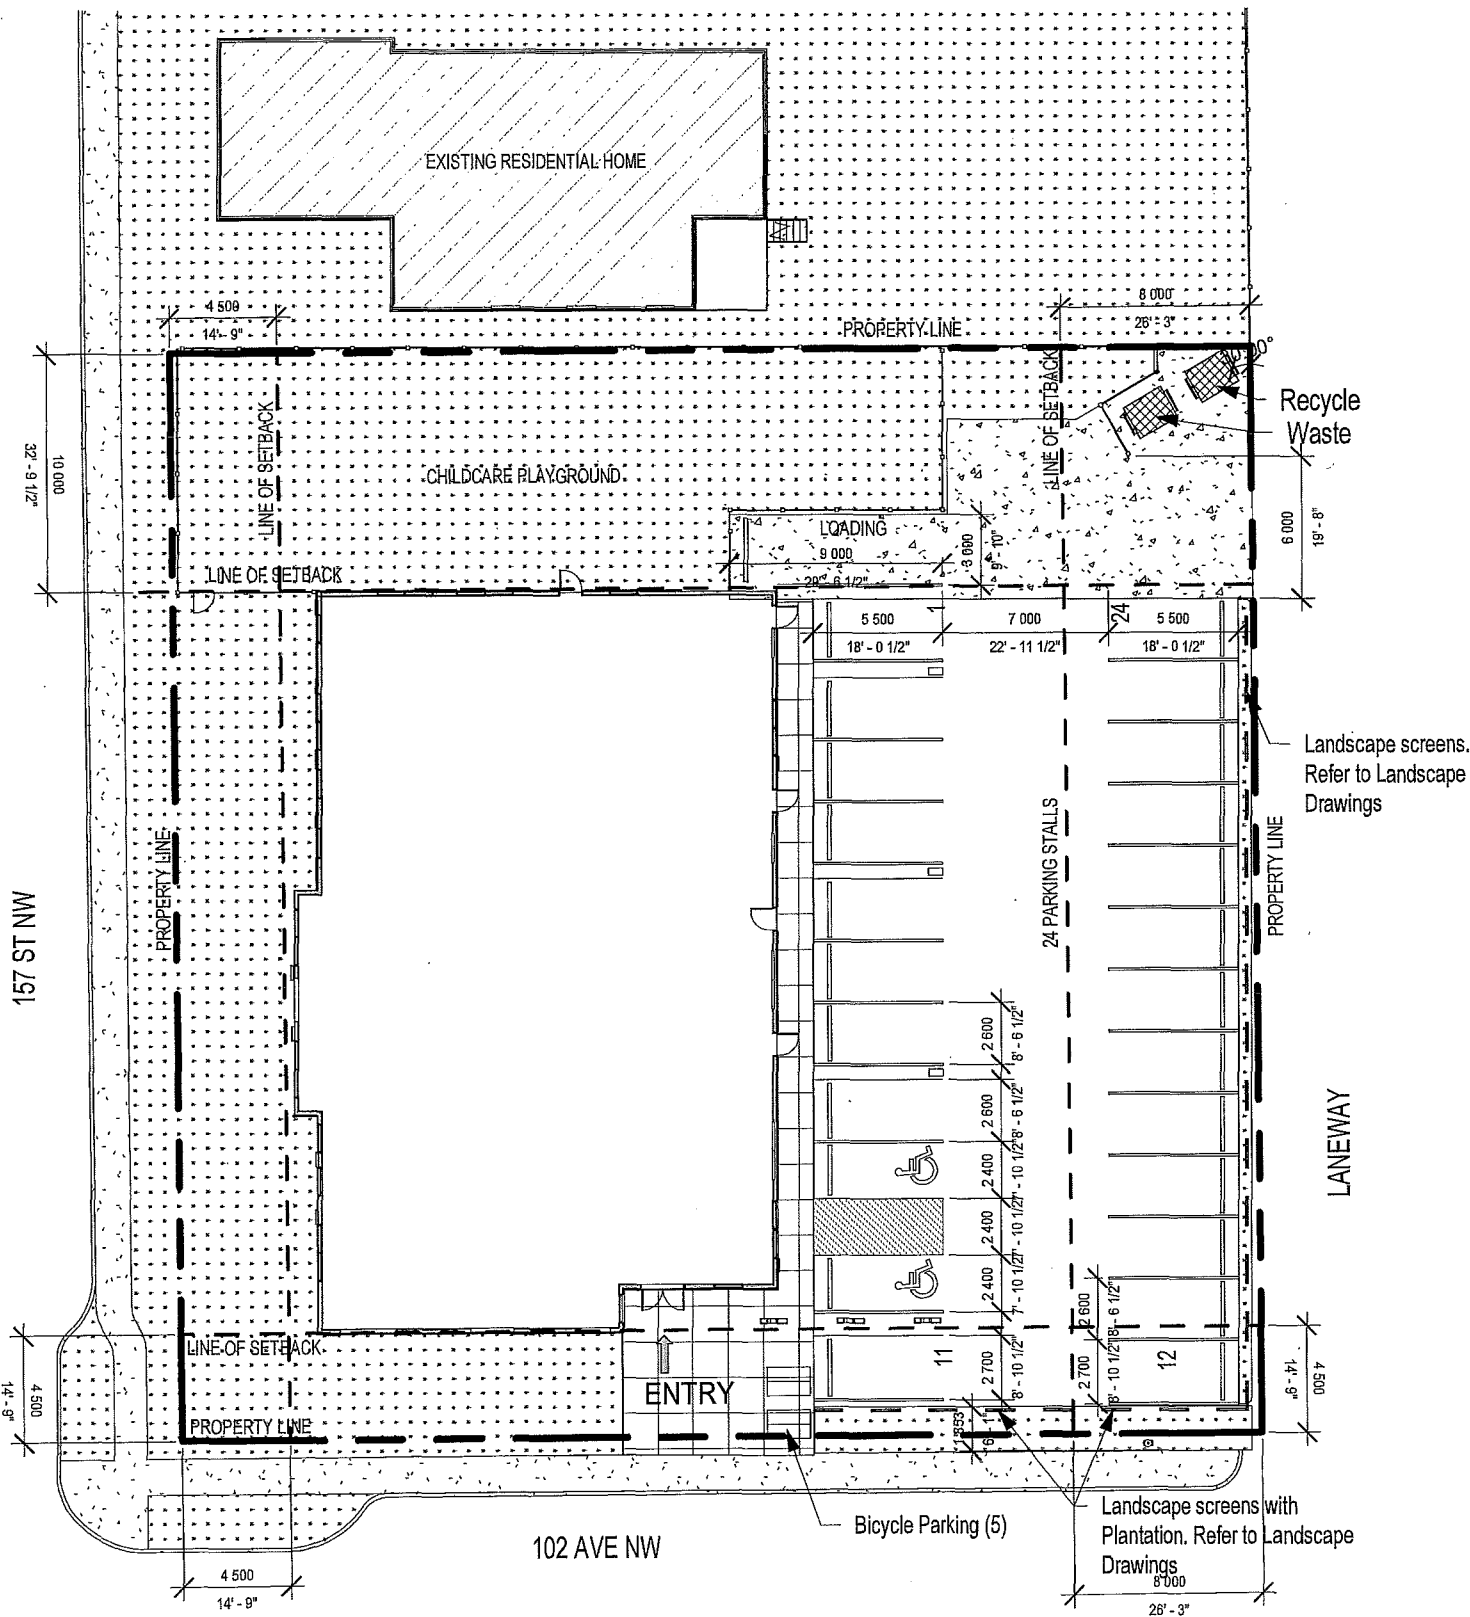 EXISTING RESIDENTIAL HOME
4 500
14'- 9"
8 000
26' - 3"
PROPERTY LINE
Recycle
Waste
LINE OF SETBACK
LINE OF SETBACK
10 000
32' - 9 1/2"
CHILDCARE PLAYGROUND
LOADING
9 000
29' - 6 1/2"
9' - 10"
6 000
19' - 8"
LINE OF SETBACK
1
24
5 500
18' - 0 1/2"
7 000
22' - 11 1/2"
5 500
18' - 0 1/2"
Landscape screens.
Refer to Landscape
Drawings
24 PARKING STALLS
PROPERTY LINE
PROPERTY LINE
157 ST NW
LANEWAY
2 600
8' - 6 1/2"
2 600
8' - 6 1/2"
2 400
7' - 10 1/2"
2 400
7' - 10 1/2"
2 400
7' - 10 1/2"
2 600
8' - 6 1/2"
2 700
8' - 10 1/2"
2 700
8' - 10 1/2"
11
12
LINE OF SETBACK
4 500
14' - 9"
4 500
14' - 9"
ENTRY
PROPERTY LINE
6' - 1"
Bicycle Parking (5)
Landscape screens with
Plantation. Refer to Landscape
Drawings
102 AVE NW
4 500
14' - 9"
8 000
26' - 3"